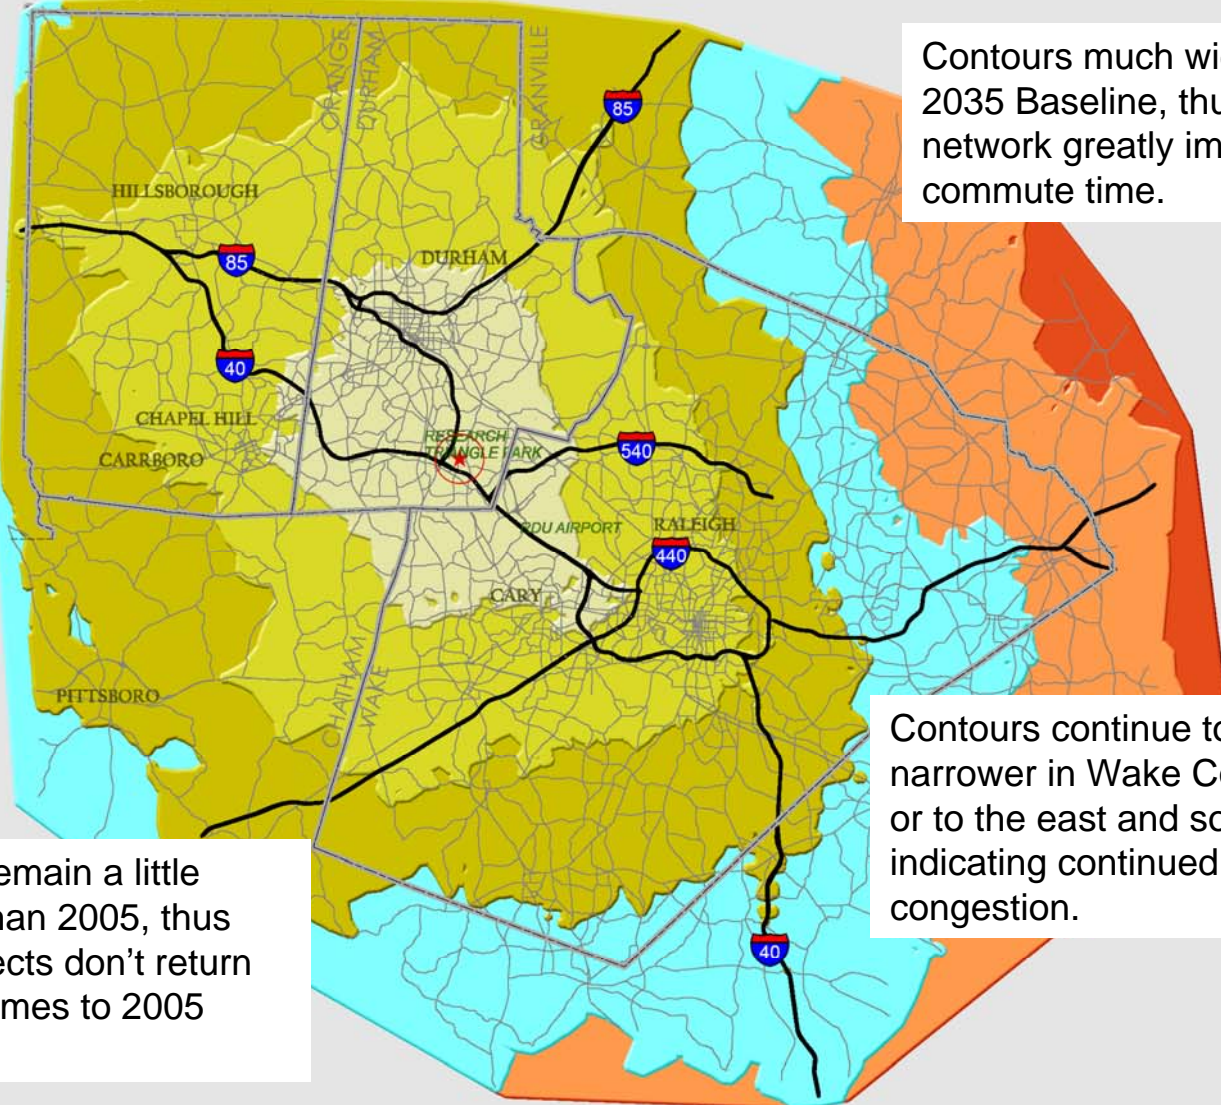 Contours much wi
2035 Baseline, thu
network greatly im
commute time.
ORANGE
DURHAM
GRANVILLE
85
HILLSBOROUGH
DURHAM
85
40
CHAPEL HILL
CARRBORO
RESEARCH
TRIANGLE PARK
540
RDU AIRPORT
RALEIGH
440
CARY
CHATHAM
WAKE
PITTSBORO
Contours continue to
narrower in Wake Co
or to the east and so
indicating continued
congestion.
emain a little
han 2005, thus
ects don’t return
mes to 2005
40